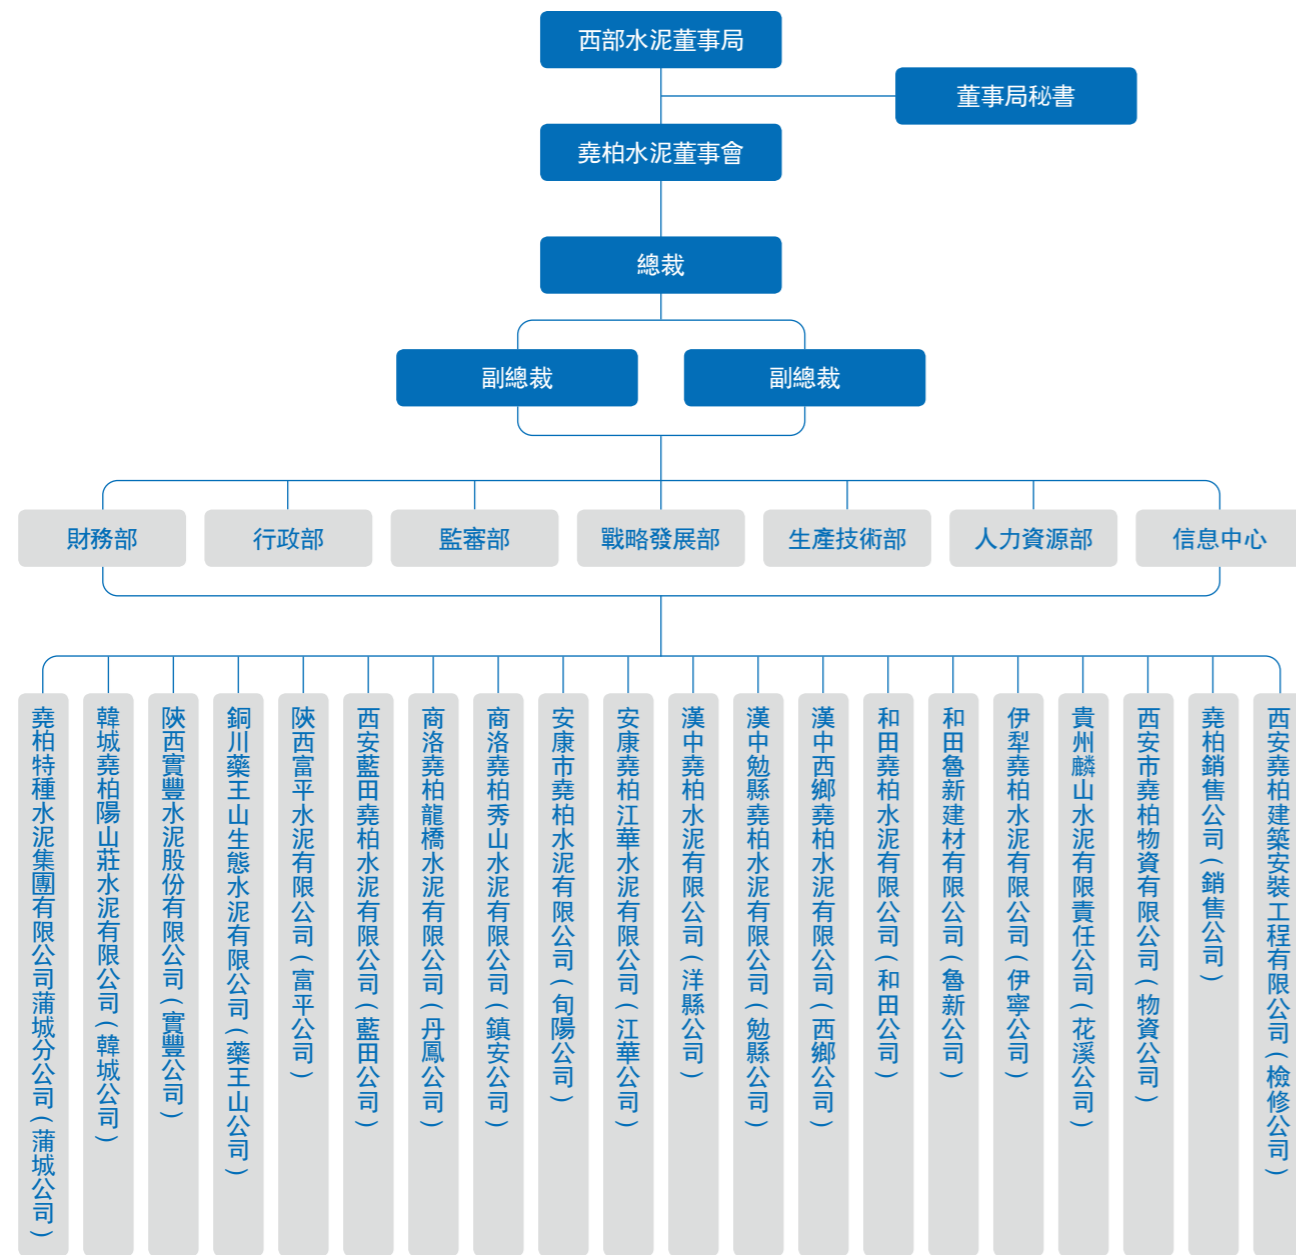 西部水泥董事局
董事局秘書
堯柏水泥董事會
總裁
副總裁
副總裁
財務部
行政部
監審部
戰略發展部
生產技術部
人力資源部
信息中心
堯柏特種水泥集團有限公司蒲城分公司(蒲城公司)
韓城堯柏陽山莊水泥有限公司(韓城公司)
陝西實豐水泥股份有限公司(實豐公司)
銅川藥王山生態水泥有限公司(藥王山公司)
陝西富平水泥有限公司(富平公司)
西安藍田堯柏水泥有限公司(藍田公司)
商洛堯柏龍橋水泥有限公司(丹鳳公司)
商洛堯柏秀山水泥有限公司(鎮安公司)
安康市堯柏水泥有限公司(旬陽公司)
安康堯柏江華水泥有限公司(江華公司)
漢中堯柏水泥有限公司(洋縣公司)
漢中勉縣堯柏水泥有限公司(勉縣公司)
漢中西鄉堯柏水泥有限公司(西鄉公司)
和田堯柏水泥有限公司(和田公司)
和田魯新建材有限公司(魯新公司)
伊犁堯柏水泥有限公司(伊寧公司)
貴州麟山水泥有限責任公司(花溪公司)
西安市堯柏物資有限公司(物資公司)
堯柏銷售公司(銷售公司)
西安堯柏建築安裝工程有限公司(檢修公司)